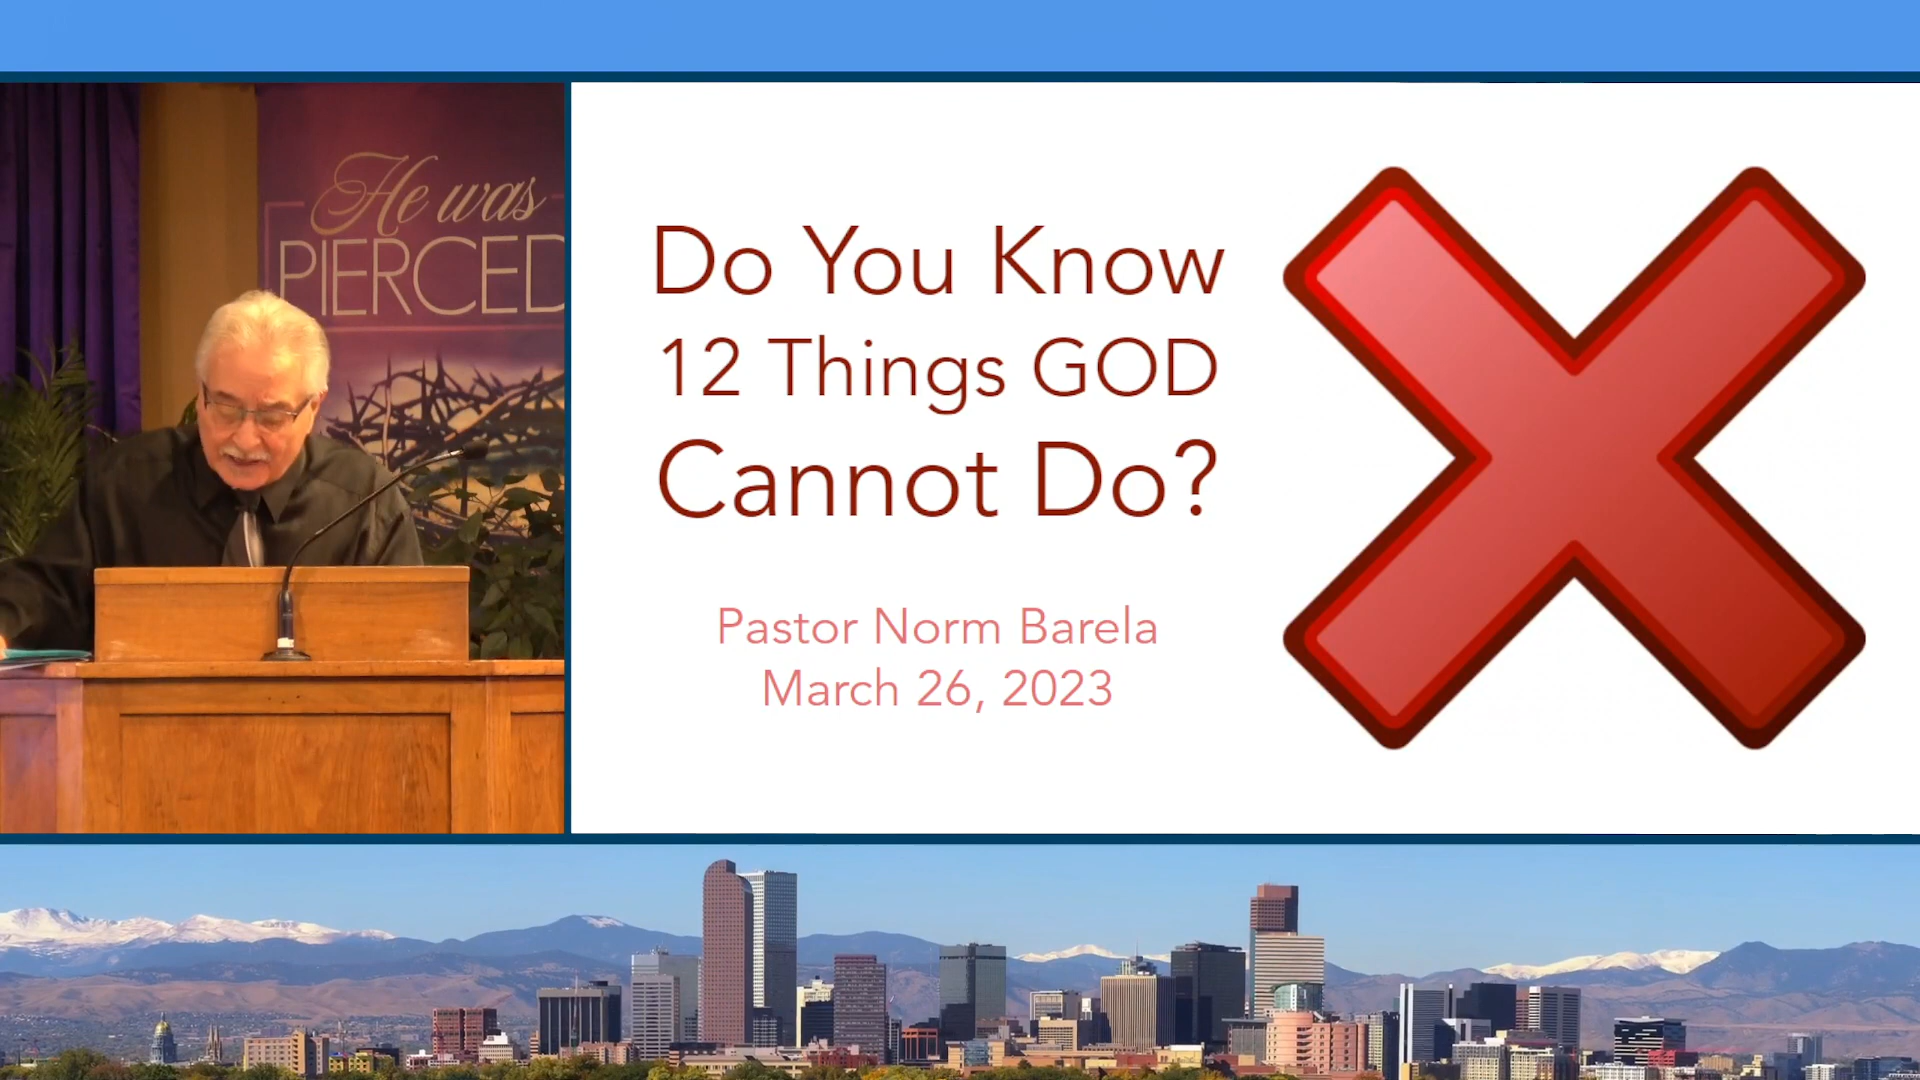 He was
PIERCED
Do You Know
12 Things GOD
Cannot Do?
Pastor Norm Barela
March 26, 2023